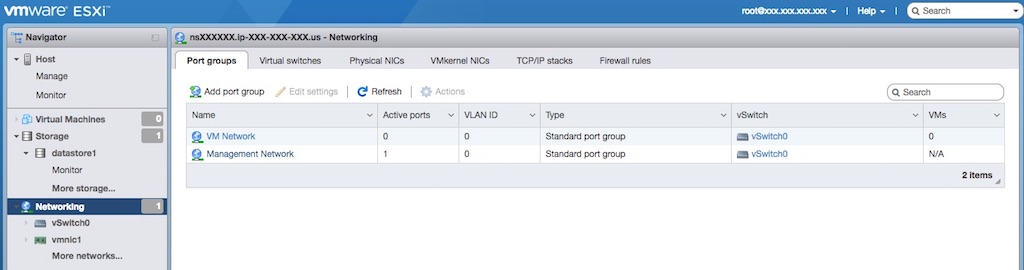 vmware ESXi
root@xxx.xxx.xxx.xxx | Help | Search
Navigator
nsXXXXXX.ip-XXX-XXX-XXX.us - Networking
Host
Manage
Monitor
Virtual Machines 0
Storage 1
datastore1
Monitor
More storage...
Networking 1
vSwitch0
vmnic1
More networks...
Port groups Virtual switches Physical NICs VMkernel NICs TCP/IP stacks Firewall rules
Add port group Edit settings | Refresh | Actions Search
Name Active ports VLAN ID Type vSwitch VMs
VM Network 0 0 Standard port group vSwitch0 0
Management Network 1 0 Standard port group vSwitch0 N/A
2 items